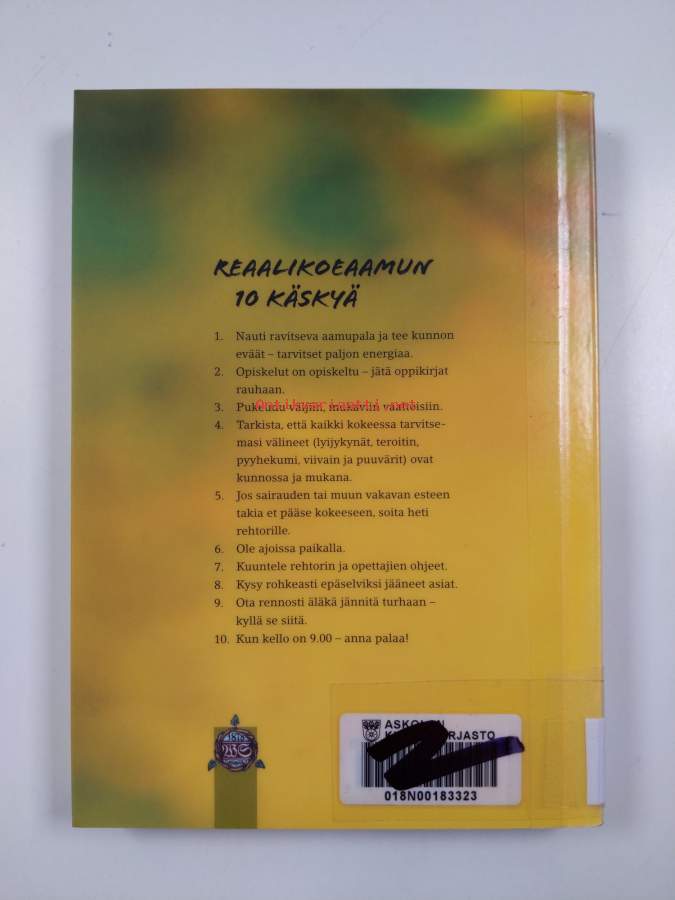 REAALIKOEAAMUN
10 KÄSKYÄ
1. Nauti ravitseva aamupala ja tee kunnon
eväät – tarvitset paljon energiaa.
2. Opiskelut on opiskeltu – jätä oppikirjat
rauhaan.
Antikvariantti.net
3. Pukeudu väljiin, mukaviin vaatteisiin.
4. Tarkista, että kaikki kokeessa tarvitse-
masi välineet (lyijykynät, teroitin,
pyyhekumi, viivain ja puuvärit) ovat
kunnossa ja mukana.
5. Jos sairauden tai muun vakavan esteen
takia et pääse kokeeseen, soita heti
rehtorille.
6. Ole ajoissa paikalla.
7. Kuuntele rehtorin ja opettajien ohjeet.
8. Kysy rohkeasti epäselviksi jääneet asiat.
9. Ota rennosti äläkä jännitä turhaan –
kyllä se siitä.
10. Kun kello on 9.00 – anna palaa!
1878
WS
018N00183323